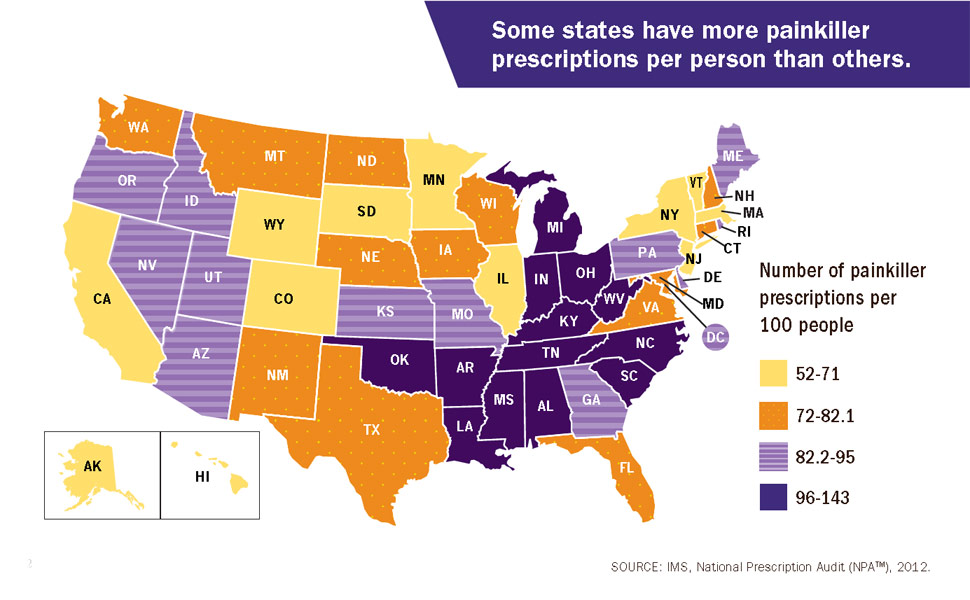 Some states have more painkiller
prescriptions per person than others.
WA
MT
ND
MN
OR
ID
WY
SD
WI
MI
NY
VT
ME
NH
MA
RI
CT
NV
UT
CO
NE
IA
IL
IN
OH
PA
NJ
DE
MD
DC
CA
AZ
NM
KS
MO
KY
WV
VA
OK
AR
TN
NC
SC
TX
LA
MS
AL
GA
FL
AK
HI
Number of painkiller
prescriptions per
100 people
52-71
72-82.1
82.2-95
96-143
2
SOURCE: IMS, National Prescription Audit (NPA™), 2012.